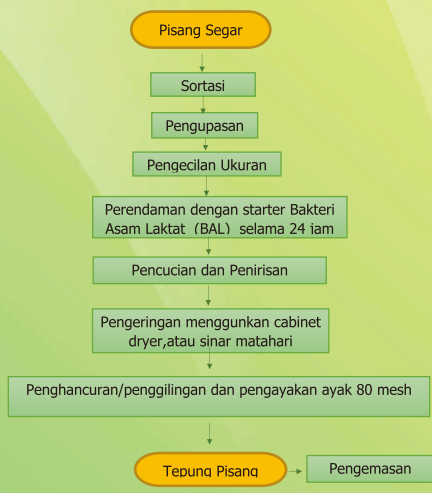 Pisang Segar
Sortasi
Pengupasan
Pengecilan Ukuran
Perendaman dengan starter Bakteri
Asam Laktat (BAL) selama 24 jam
Pencucian dan Penirisan
Pengeringan menggunkan cabinet
dryer,atau sinar matahari
Penghancuran/penggilingan dan pengayakan ayak 80 mesh
Tepung Pisang
Pengemasan